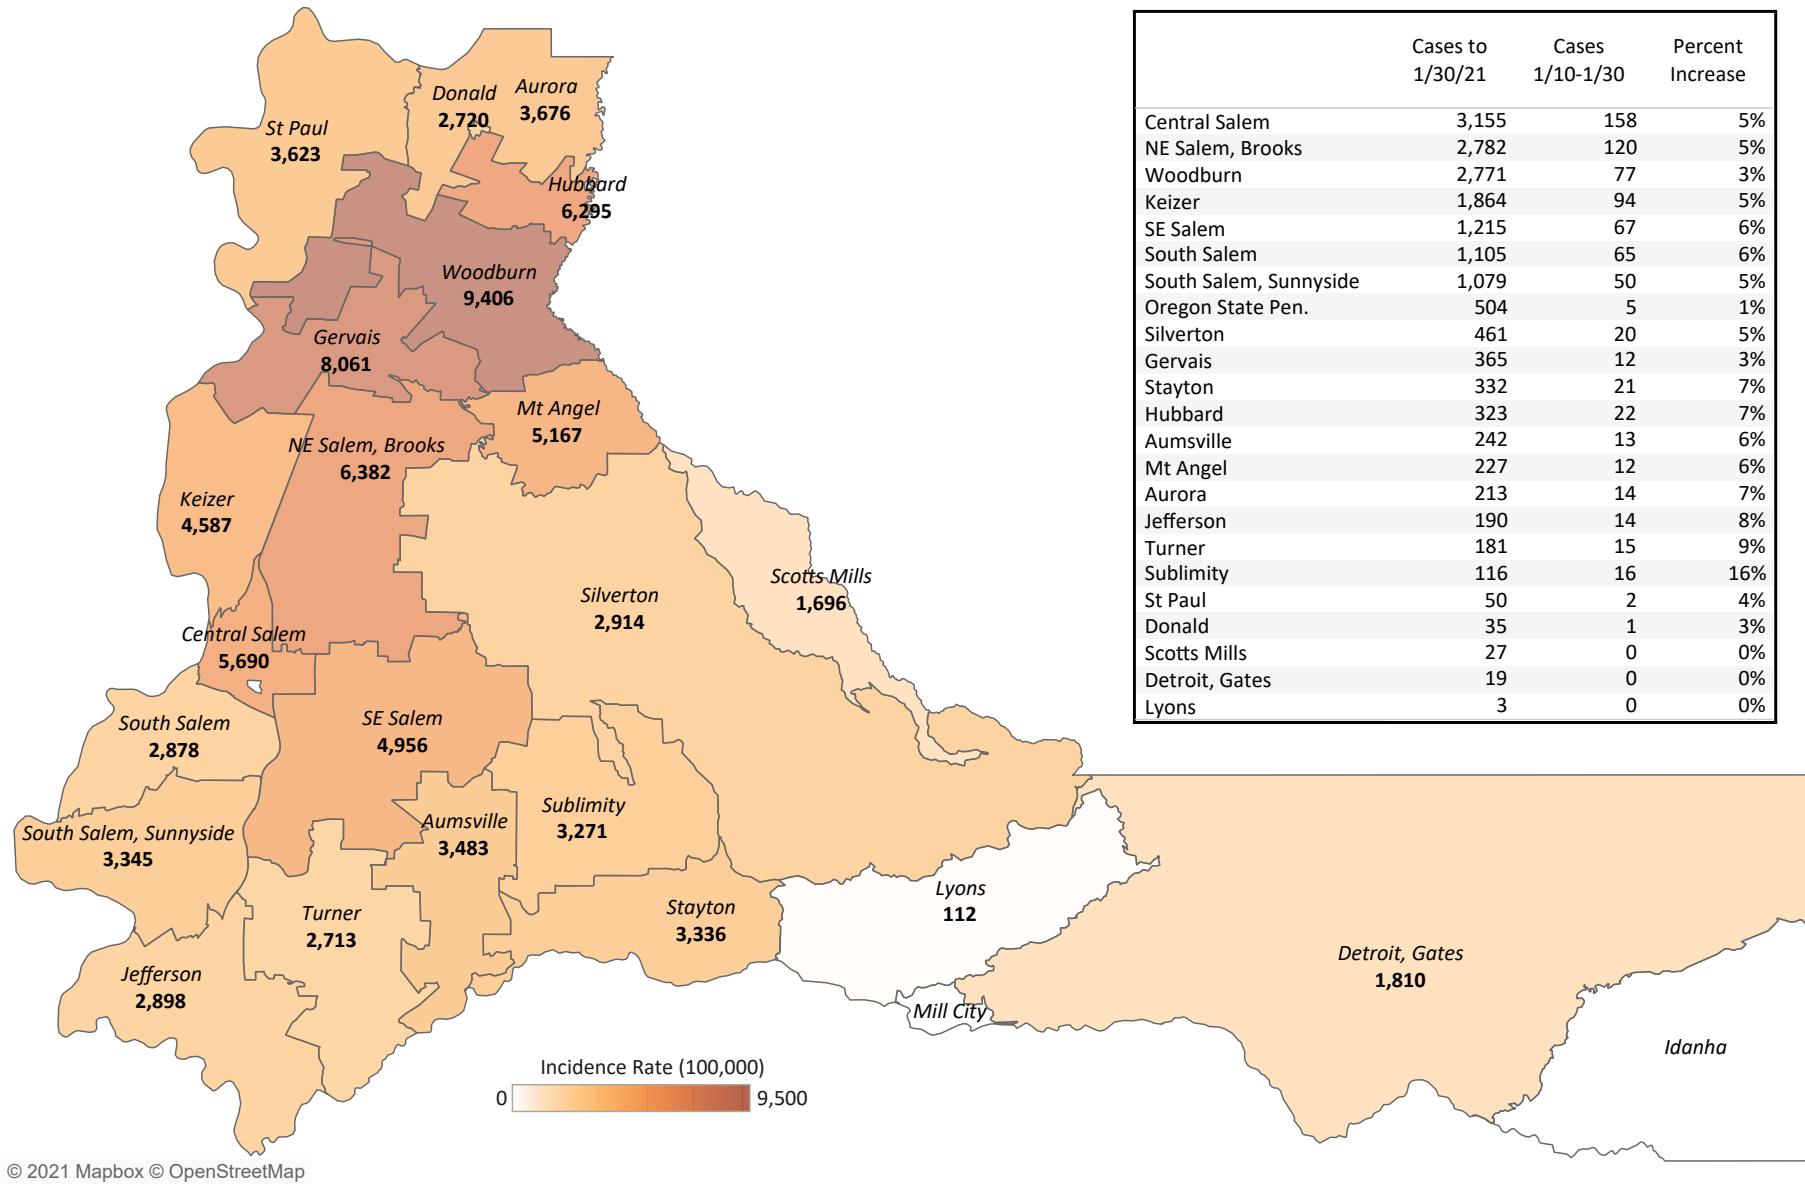 Cases to Cases Percent
1/30/21 1/10-1/30 Increase
Central Salem 3,155 158 5%
NE Salem, Brooks 2,782 120 5%
Woodburn 2,771 77 3%
Keizer 1,864 94 5%
SE Salem 1,215 67 6%
South Salem 1,105 65 6%
South Salem, Sunnyside 1,079 50 5%
Oregon State Pen. 504 5 1%
Silverton 461 20 5%
Gervais 365 12 3%
Stayton 332 21 7%
Hubbard 323 22 7%
Aumsville 242 13 6%
Mt Angel 227 12 6%
Aurora 213 14 7%
Jefferson 190 14 8%
Turner 181 15 9%
Sublimity 116 16 16%
St Paul 50 2 4%
Donald 35 1 3%
Scotts Mills 27 0 0%
Detroit, Gates 19 0 0%
Lyons 3 0 0%
Donald
2,720
Aurora
3,676
St Paul
3,623
Hubbard
6,295
Woodburn
9,406
Gervais
8,061
Mt Angel
5,167
NE Salem, Brooks
6,382
Keizer
4,587
Scotts Mills
1,696
Silverton
2,914
Central Salem
5,690
South Salem
2,878
SE Salem
4,956
Sublimity
3,271
Aumsville
3,483
South Salem, Sunnyside
3,345
Lyons
112
Stayton
3,336
Turner
2,713
Detroit, Gates
1,810
Jefferson
2,898
Mill City
Idanha
Incidence Rate (100,000)
0 9,500
© 2021 Mapbox © OpenStreetMap